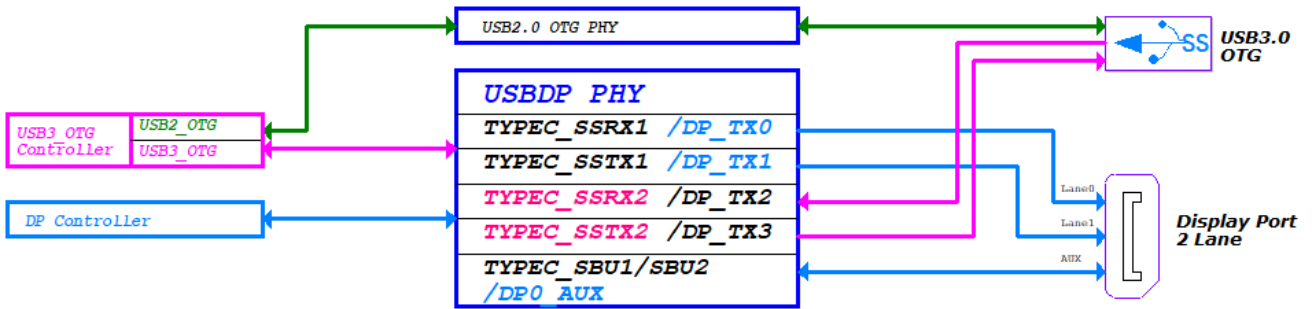 USB2.0 OTG PHY
SS
USB3.0
OTG
USBDP PHY
USB3_OTG
Controller
USB2_OTG
USB3_OTG
TYPEC_SSRX1 /DP_TX0
TYPEC_SSTX1 /DP_TX1
TYPEC_SSRX2 /DP_TX2
TYPEC_SSTX2 /DP_TX3
TYPEC_SBU1/SBU2
/DP0_AUX
DP Controller
Lane0
Lane1
AUX
Display Port
2 Lane